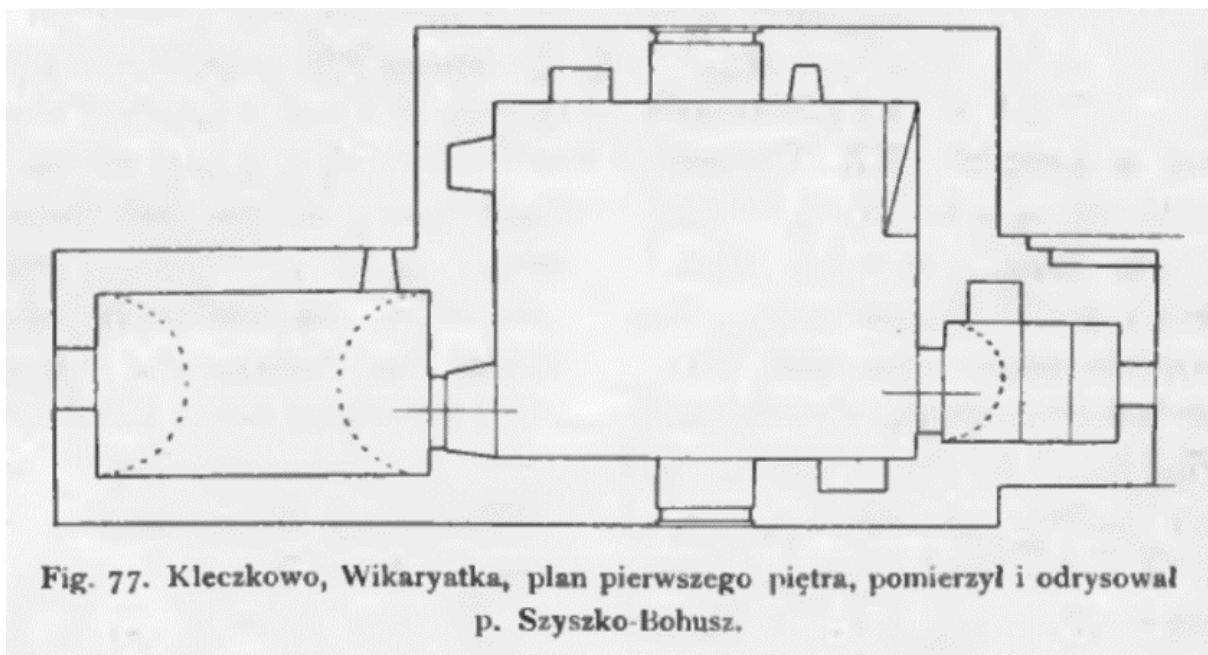 Fig. 77. Kleczkowo, Wikaryatka, plan pierwszego piętra, pomierzył i odrysował
p. Szyszko-Bohusz.